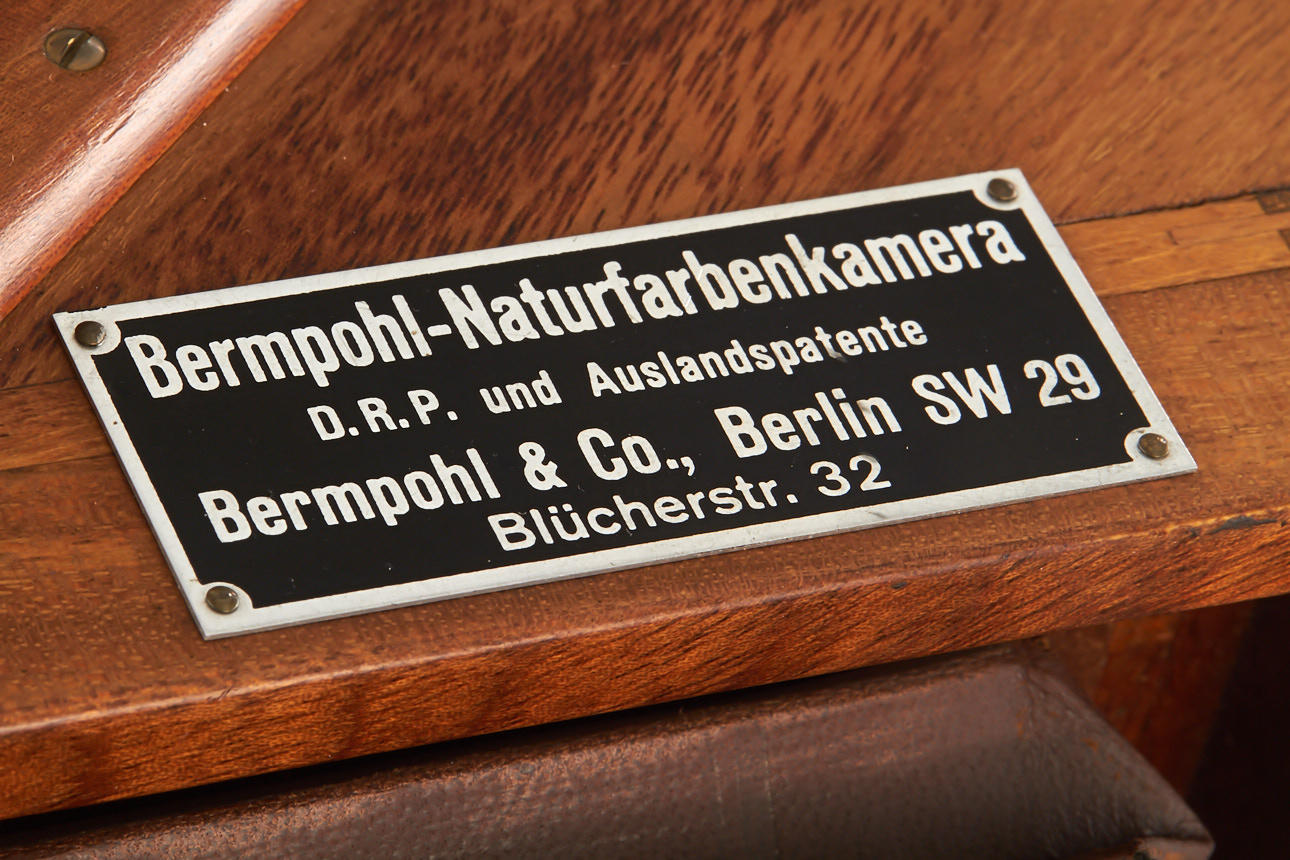 Bermpohl-Naturfarbenkamera
D.R.P. und Auslandspatente
Bermpohl & Co., Berlin SW 29
Blücherstr. 32